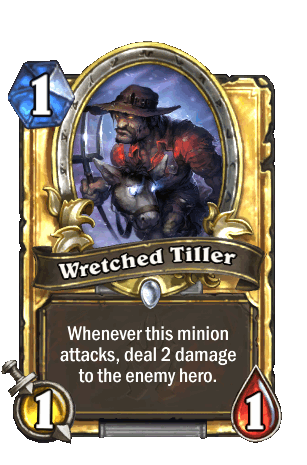 1
Wretched Tiller
Whenever this minion
attacks, deal 2 damage
to the enemy hero.
1
1